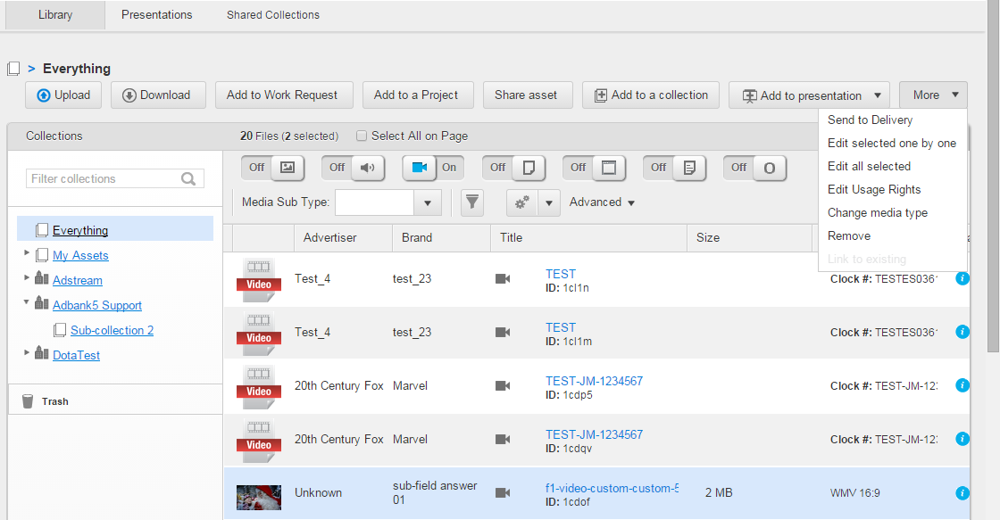 Library Presentations Shared Collections
> Everything
Upload Download Add to Work Request Add to a Project Share asset Add to a collection Add to presentation More
Send to Delivery
Edit selected one by one
Edit all selected
Edit Usage Rights
Change media type
Remove
Link to existing
Collections
Filter collections
Everything
My Assets
Adstream
Adbank5 Support
Sub-collection 2
DotaTest
Trash
20 Files (2 selected) Select All on Page
Off Off On Off Off Off Off O
Media Sub Type: Advanced
Advertiser Brand Title Size
Video Test_4 test_23 TEST
ID: 1cl1n
Clock #: TESTES036
Video Test_4 test_23 TEST
ID: 1cl1m
Clock #: TESTES036
Video 20th Century Fox Marvel TEST-JM-1234567
ID: 1cdp5
Clock #: TEST-JM-12
Video 20th Century Fox Marvel TEST-JM-1234567
ID: 1cdqv
Clock #: TEST-JM-12
Unknown sub-field answer 01 f1-video-custom-custom-5
ID: 1cdof
2 MB WMV 16:9